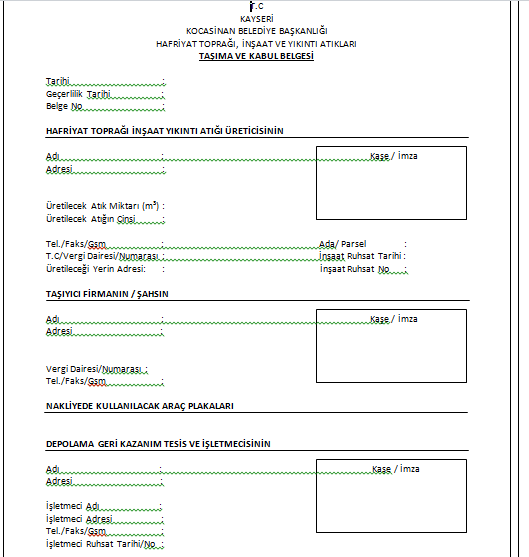 T.C
KAYSERİ
KOCASİNAN BELEDİYE BAŞKANLIĞI
HAFRİYAT TOPRAĞI, İNŞAAT VE YIKINTI ATIKLARI
TAŞIMA VE KABUL BELGESİ
Tarihi :
Geçerlilik Tarihi :
Belge No :
HAFRİYAT TOPRAĞI İNŞAAT YIKINTI ATIĞI ÜRETİCİSİNİN
Adı : Kaşe / İmza
Adresi :
Üretilecek Atık Miktarı (m³) :
Üretilecek Atığın Cinsi :
Tel./Faks/Gsm : Ada/ Parsel :
T.C/Vergi Dairesi/Numarası : İnşaat Ruhsat Tarihi :
Üretileceği Yerin Adresi: : İnşaat Ruhsat No :
TAŞIYICI FİRMANIN / ŞAHSIN
Adı : Kaşe / İmza
Adresi :
Vergi Dairesi/Numarası :
Tel./Faks/Gsm :
NAKLİYEDE KULLANILACAK ARAÇ PLAKALARI
DEPOLAMA GERİ KAZANIM TESİS VE İŞLETMECİSİNİN
Adı : Kaşe / İmza
Adresi :
İşletmeci Adı :
İşletmeci Adresi :
Tel./Faks/Gsm :
İşletmeci Ruhsat Tarihi/No :